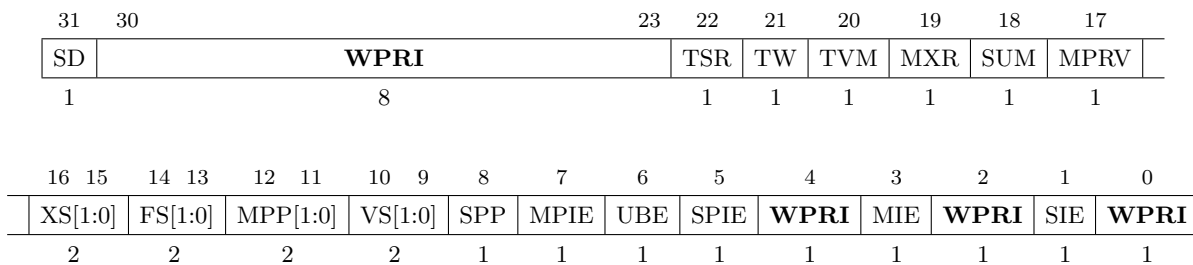 31 30 23 22 21 20 19 18 17
SD WPRI TSR TW TVM MXR SUM MPRV
1 8 1 1 1 1 1 1
16 15 14 13 12 11 10 9 8 7 6 5 4 3 2 1 0
XS[1:0] FS[1:0] MPP[1:0] VS[1:0] SPP MPIE UBE SPIE WPRI MIE WPRI SIE WPRI
2 2 2 2 1 1 1 1 1 1 1 1 1